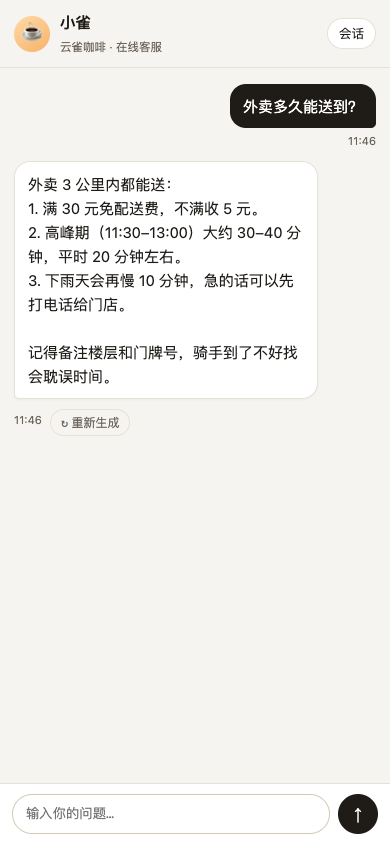 小雀
云雀咖啡 · 在线客服
会话
外卖多久能送到？
11:46
外卖 3 公里内都能送：
1. 满 30 元免配送费，不满收 5 元。
2. 高峰期（11:30–13:00）大约 30–40 分
钟，平时 20 分钟左右。
3. 下雨天会再慢 10 分钟，急的话可以先
打电话给门店。
记得备注楼层和门牌号，骑手到了不好找
会耽误时间。
11:46
↻ 重新生成
输入你的问题…
↑